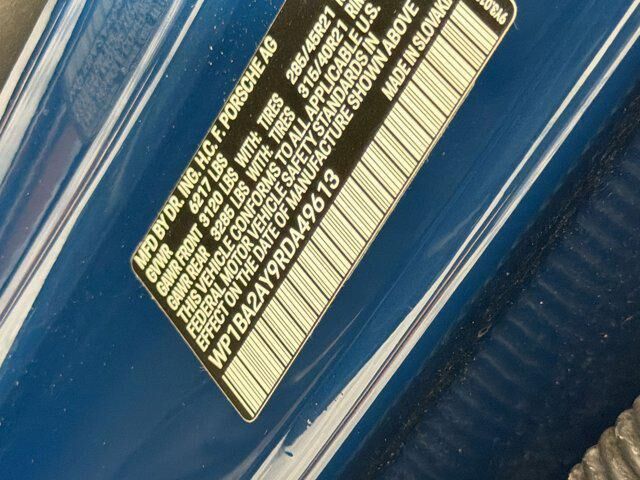 MFD BY DR. ING. H.C. F. PORSCHE AG
GVWR 6217 LBS
GAWR FRONT 3120 LBS WITH: TIRES 285/45R21
GAWR REAR 3285 LBS WITH: TIRES 315/40R21
THIS VEHICLE CONFORMS TO ALL APPLICABLE U.S.
FEDERAL MOTOR VEHICLE SAFETY STANDARDS IN
EFFECT ON THE DATE OF MANUFACTURE SHOWN ABOVE
WP1BA2AY9RDA49613 MADE IN SLOVAKIA